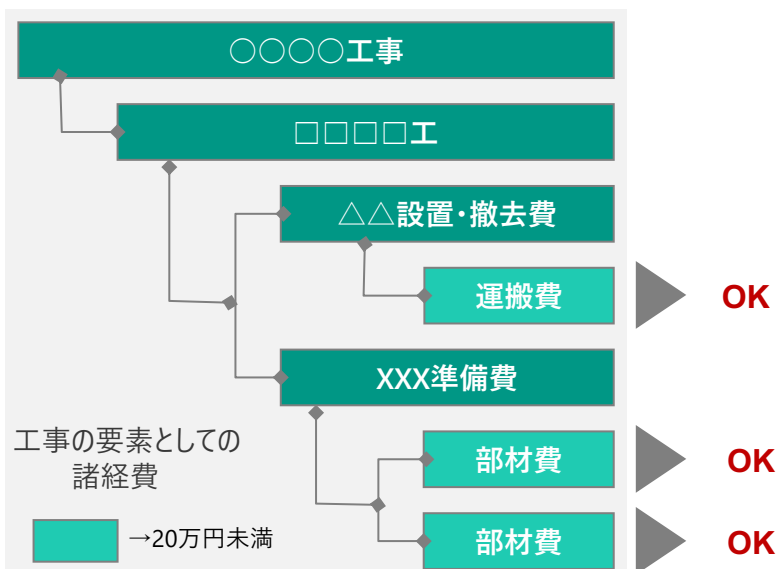 ○○○○工事
□□□□工
△△設置・撤去費
運搬費
OK
XXX準備費
工事の要素としての
諸経費
部材費
OK
→20万円未満
部材費
OK